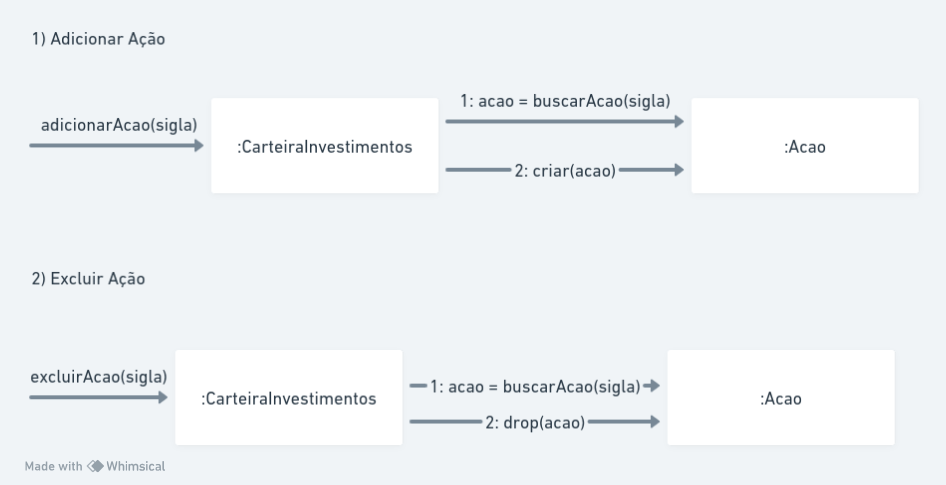 1) Adicionar Ação
adicionarAcao(sigla)
:CarteiraInvestimentos
1: acao = buscarAcao(sigla)
2: criar(acao)
:Acao
2) Excluir Ação
excluirAcao(sigla)
:CarteiraInvestimentos
1: acao = buscarAcao(sigla)
2: drop(acao)
:Acao
Made with Whimsical